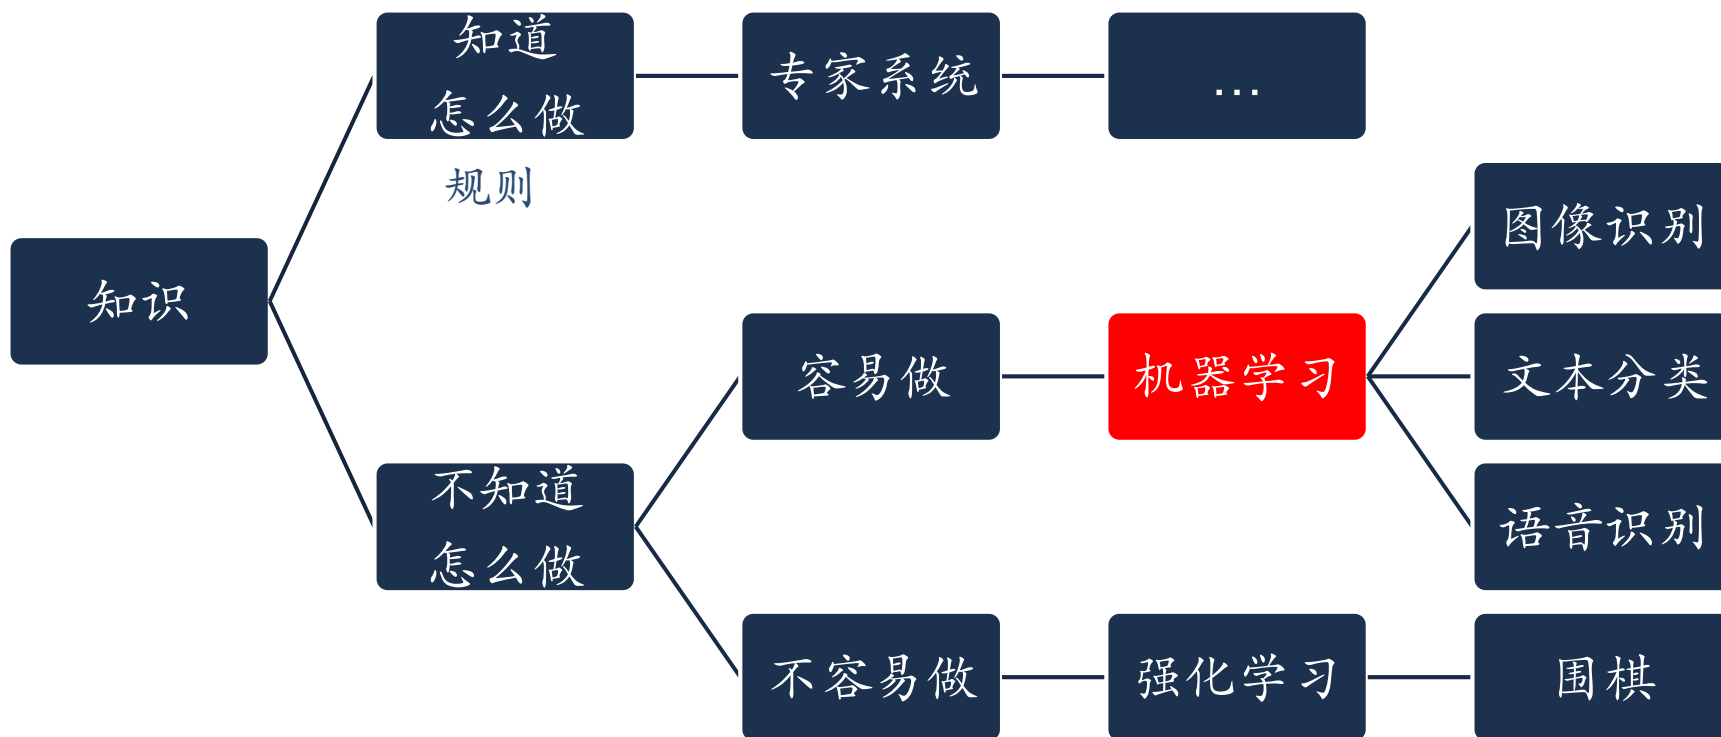 知道
怎么做
专家系统
...
规则
图像识别
知识
容易做
机器学习
文本分类
不知道
怎么做
语音识别
不容易做
强化学习
围棋